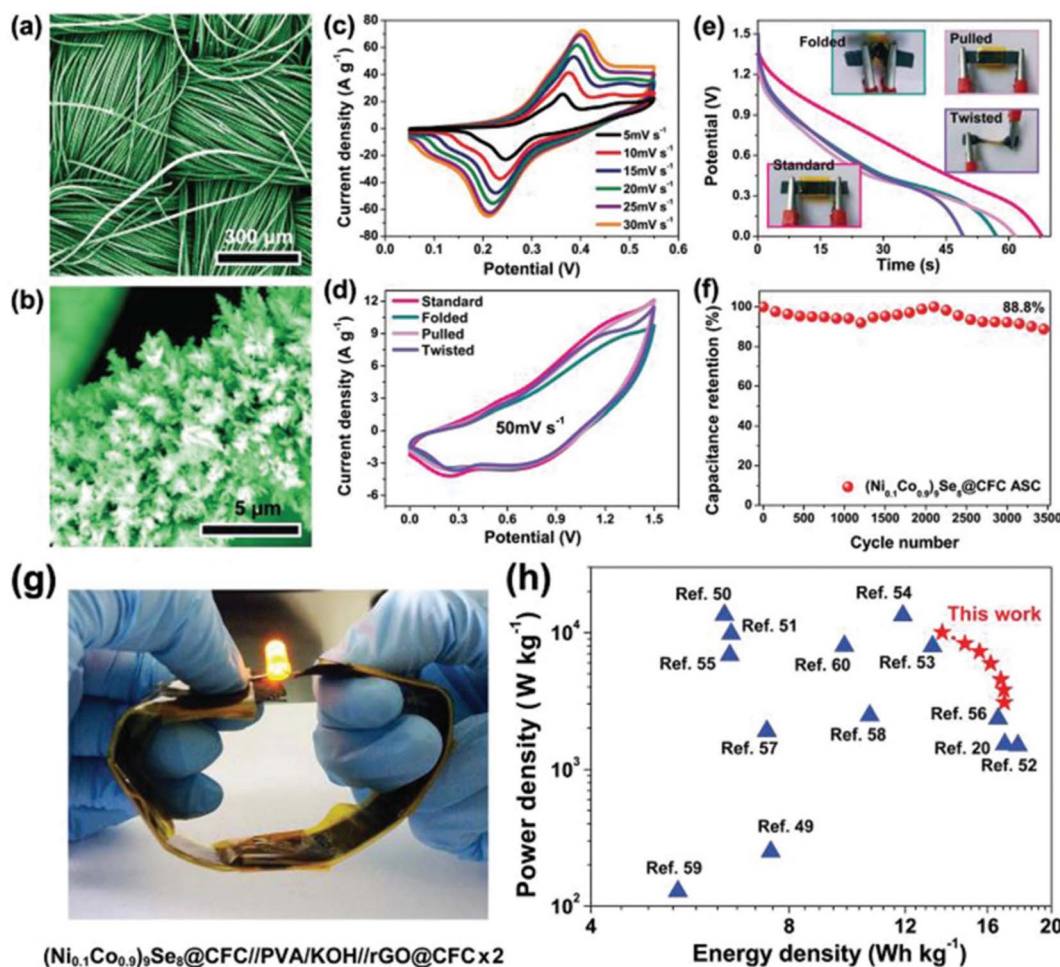 (a)
300 µm
(b)
5 µm
(c)
Current density (A g⁻¹)
80
60
40
20
0
-20
-40
-60
-80
5mV s⁻¹
10mV s⁻¹
15mV s⁻¹
20mV s⁻¹
25mV s⁻¹
30mV s⁻¹
0.0 0.1 0.2 0.3 0.4 0.5 0.6
Potential (V)
(d)
Current density (A g⁻¹)
12
9
6
3
0
-3
-6
Standard
Folded
Pulled
Twisted
50mV s⁻¹
0.0 0.3 0.6 0.9 1.2 1.5
Potential (V)
(e)
Potential (V)
1.5
1.2
0.9
0.6
0.3
0.0
Folded
Pulled
Twisted
Standard
0 15 30 45 60
Time (s)
(f)
Capacitance retention (%)
100
80
60
40
20
0
88.8%
(Ni₀.₁Co₀.₉)₉Se₈@CFC ASC
0 500 1000 1500 2000 2500 3000 3500
Cycle number
(g)
(Ni₀.₁Co₀.₉)₉Se₈@CFC//PVA/KOH//rGO@CFCx2
(h)
Power density (W kg⁻¹)
10⁴
10³
10²
Ref. 50
Ref. 54
Ref. 51
This work
Ref. 55
Ref. 60
Ref. 53
Ref. 56
Ref. 57
Ref. 58
Ref. 20
Ref. 52
Ref. 49
Ref. 59
4 8 12 16 20
Energy density (Wh kg⁻¹)